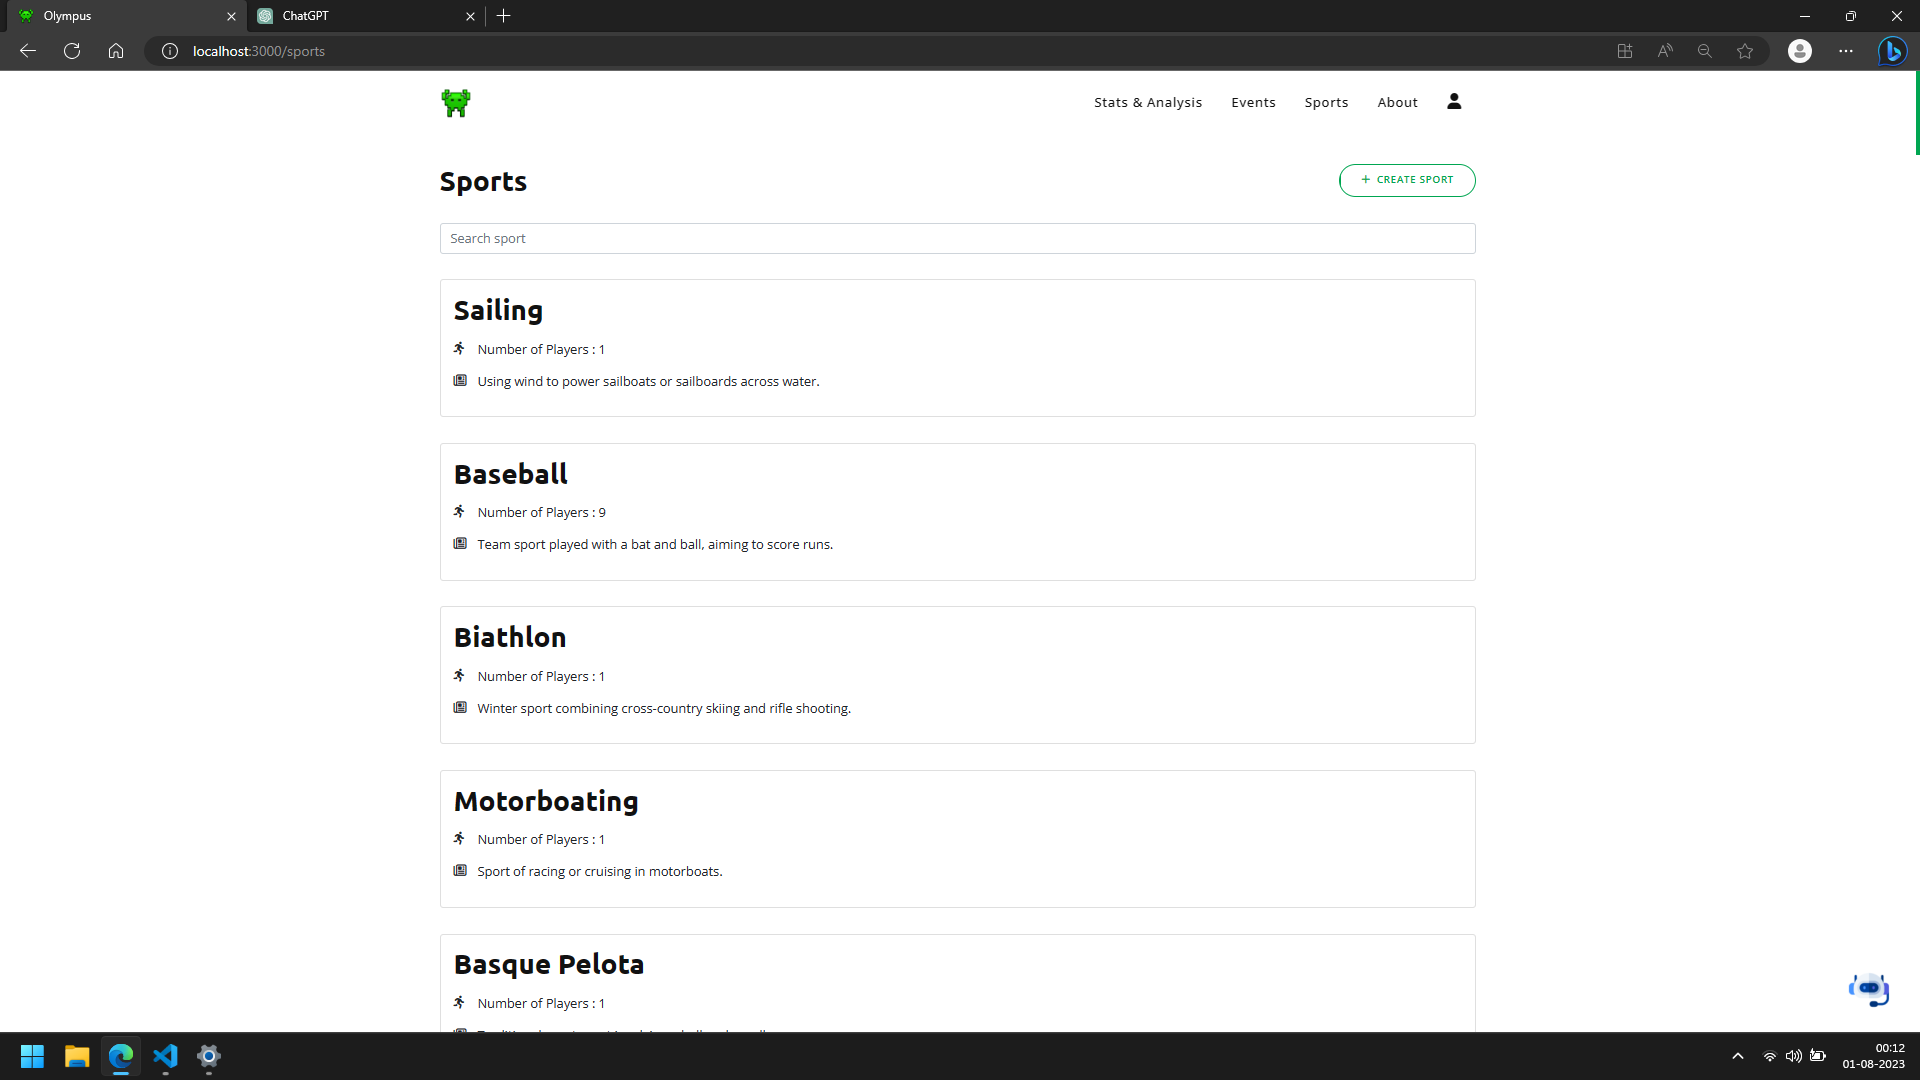 Olympus
ChatGPT
localhost:3000/sports
Stats & Analysis
Events
Sports
About
Sports
+ CREATE SPORT
Search sport
Sailing
Number of Players : 1
Using wind to power sailboats or sailboards across water.
Baseball
Number of Players : 9
Team sport played with a bat and ball, aiming to score runs.
Biathlon
Number of Players : 1
Winter sport combining cross-country skiing and rifle shooting.
Motorboating
Number of Players : 1
Sport of racing or cruising in motorboats.
Basque Pelota
Number of Players : 1
00:12
01-08-2023